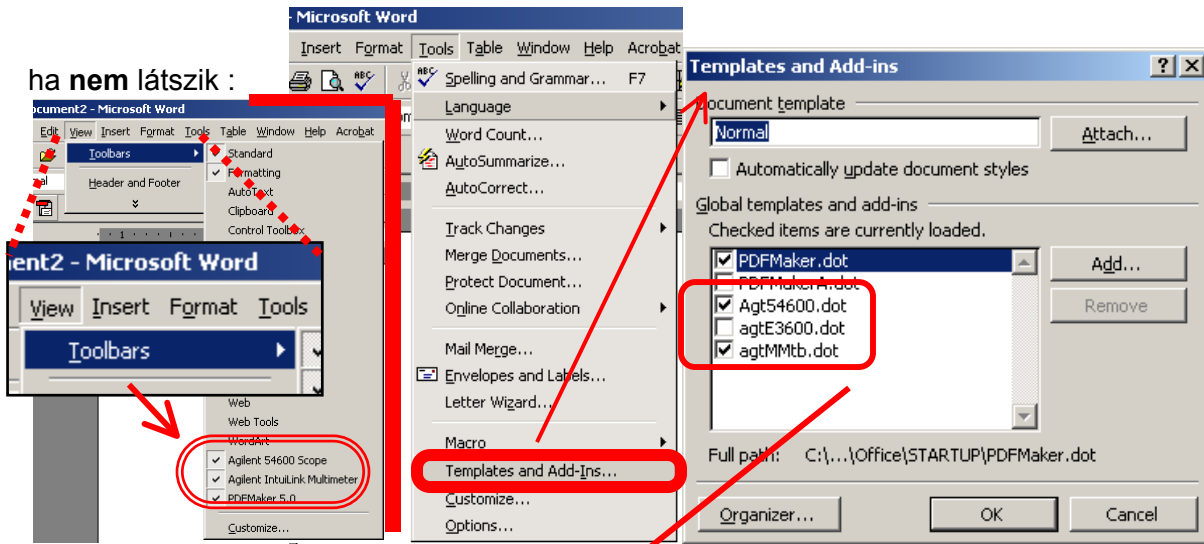 ha nem látszik :
Document2 - Microsoft Word
Edit View Insert Format Tools Table Window Help Acrobat
Toolbars
Header and Footer
Standard
Formatting
AutoText
Clipboard
Control Toolbox
ent2 - Microsoft Word
View Insert Format Tools
Toolbars
Web
Web Tools
WordArt
Agilent 54600 Scope
Agilent IntuiLink Multimeter
PDFMaker 5.0
Customize...
- Microsoft Word
Insert Format Tools Table Window Help Acrobat
Spelling and Grammar... F7
Language
Word Count...
AutoSummarize...
AutoCorrect...
Track Changes
Merge Documents...
Protect Document...
Online Collaboration
Mail Merge...
Envelopes and Labels...
Letter Wizard...
Macro
Templates and Add-Ins...
Customize...
Options...
Templates and Add-ins
Document template
Normal
Attach...
Automatically update document styles
Global templates and add-ins
Checked items are currently loaded.
PDFMaker.dot
PDFMakerA.dot
Agt54600.dot
agtE3600.dot
agtMMtb.dot
Add...
Remove
Full path: C:\...\Office\STARTUP\PDFMaker.dot
Organizer...
OK
Cancel